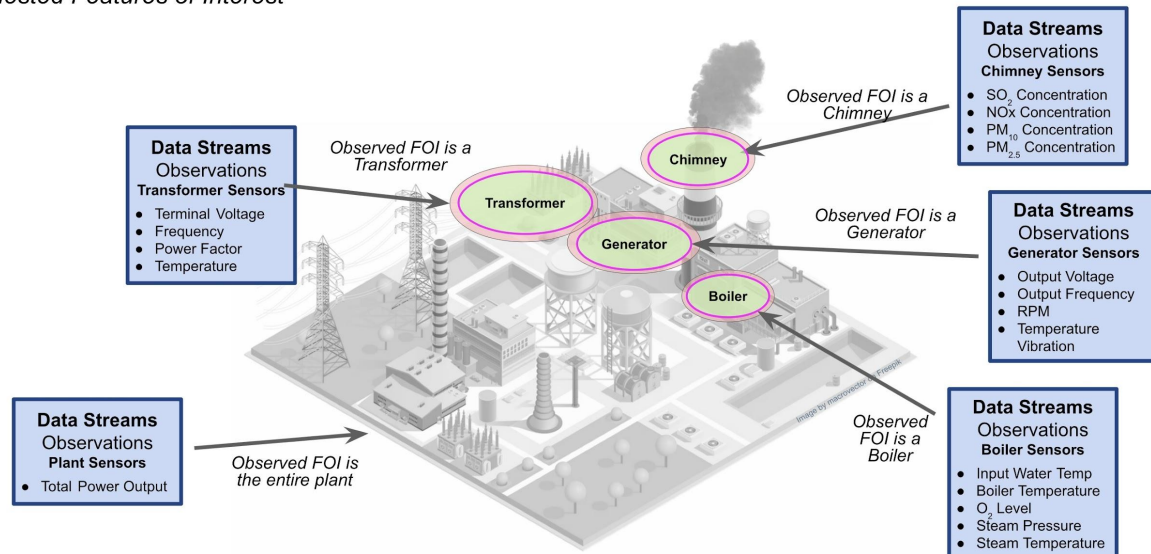 Hosted Features of Interest
Data Streams
Observations
Chimney Sensors
● SO₂ Concentration
● NOx Concentration
● PM₁₀ Concentration
● PM₂.₅ Concentration
Observed FOI is a
Chimney
Data Streams
Observations
Transformer Sensors
● Terminal Voltage
● Frequency
● Power Factor
● Temperature
Observed FOI is a
Transformer
Chimney
Transformer
Generator
Boiler
Observed FOI is a
Generator
Data Streams
Observations
Generator Sensors
● Output Voltage
● Output Frequency
● RPM
● Temperature
Vibration
Image by macrovector on Freepik
Data Streams
Observations
Plant Sensors
● Total Power Output
Observed FOI is
the entire plant
Observed
FOI is a
Boiler
Data Streams
Observations
Boiler Sensors
● Input Water Temp
● Boiler Temperature
● O₂ Level
● Steam Pressure
● Steam Temperature